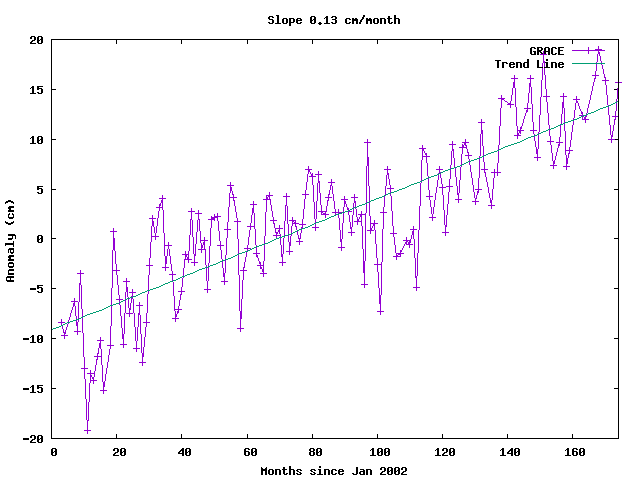 Slope 0.13 cm/month
GRACE
Trend Line
20
15
10
5
0
-5
-10
-15
-20
Anomaly (cm)
0 20 40 60 80 100 120 140 160
Months since Jan 2002